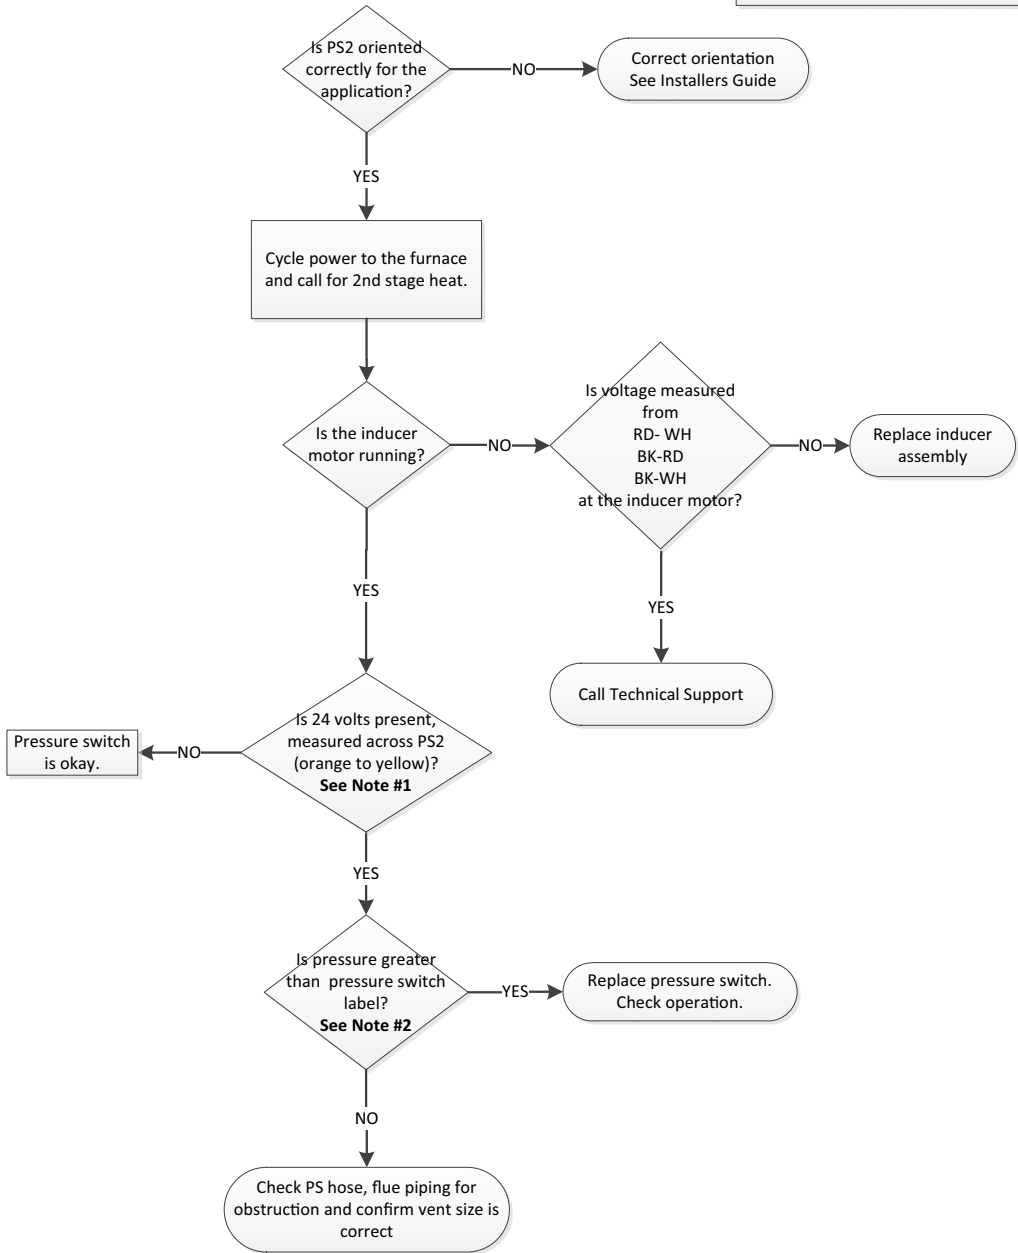 Is PS2 oriented
correctly for the
application?
NO
Correct orientation
See Installers Guide
YES
Cycle power to the furnace
and call for 2nd stage heat.
Is the inducer
motor running?
NO
Is voltage measured
from
RD- WH
BK-RD
BK-WH
at the inducer motor?
NO
Replace inducer
assembly
YES
YES
Call Technical Support
Is 24 volts present,
measured across PS2
(orange to yellow)?
See Note #1
NO
Pressure switch
is okay.
YES
Is pressure greater
than pressure switch
label?
See Note #2
YES
Replace pressure switch.
Check operation.
NO
Check PS hose, flue piping for
obstruction and confirm vent size is
correct